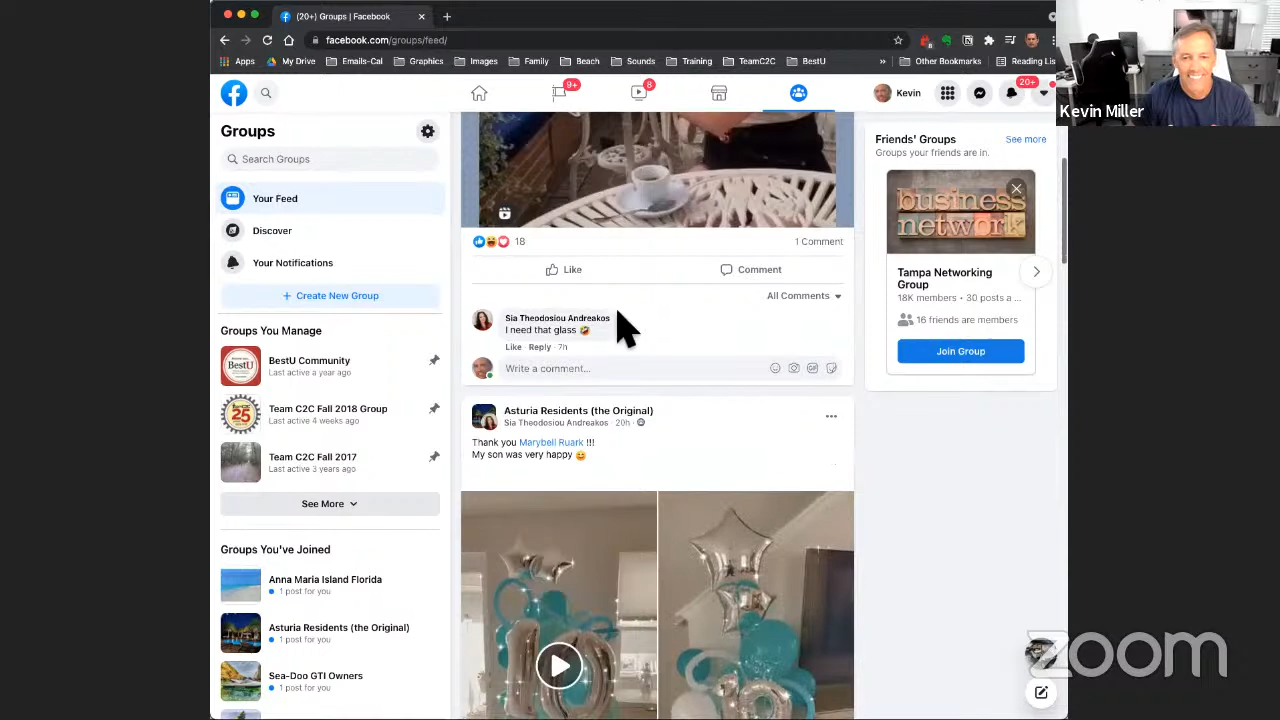 (20+) Groups | Facebook
facebook.com/groups/feed/
Apps
My Drive
Emails-Cal
Graphics
Images
Family
Beach
Sounds
Training
TeamC2C
BestU
»
Other Bookmarks
Reading Lis
Kevin Miller
9+
8
Kevin
20+
Groups
Search Groups
Your Feed
Discover
Your Notifications
+ Create New Group
Groups You Manage
BestU Community
Last active a year ago
Team C2C Fall 2018 Group
Last active 4 weeks ago
Team C2C Fall 2017
Last active 3 years ago
See More
Groups You've Joined
Anna Maria Island Florida
1 post for you
Asturia Residents (the Original)
1 post for you
Sea-Doo GTI Owners
1 post for you
18
1 Comment
Like
Comment
All Comments
Sia Theodosiou Andreakos
I need that glass 🤣
Like · Reply · 7h
Write a comment...
GIF
Asturia Residents (the Original)
Sia Theodosiou Andreakos · 20h ·
Thank you Marybell Ruark !!!
My son was very happy 😄
Friends' Groups
See more
Groups your friends are in.
business
network
Tampa Networking
Group
18K members • 30 posts a ...
16 friends are members
Join Group
BestU
25
zoom